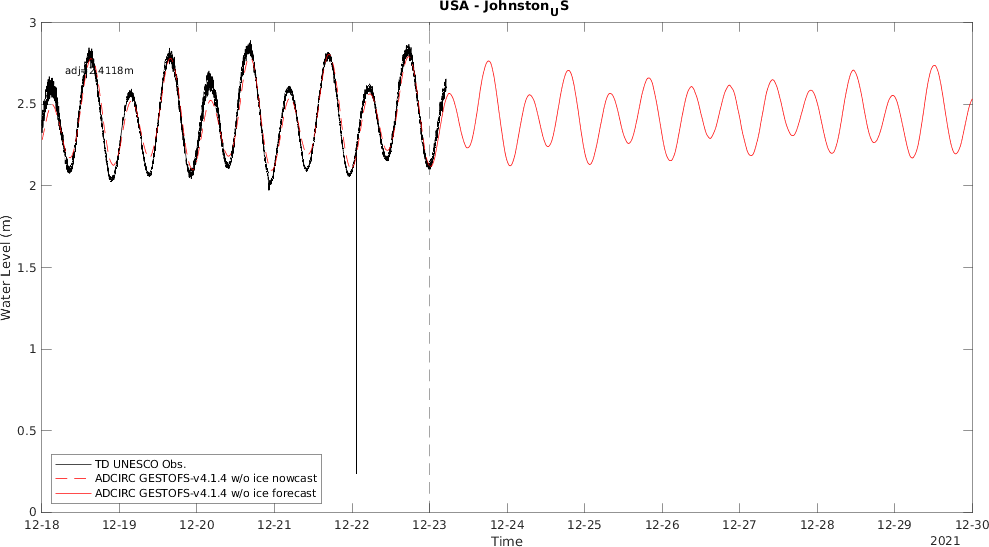 USA - Johnston_US
3
2.5
2
1.5
1
0.5
0
Water Level (m)
adj=2.4118m
TD UNESCO Obs.
ADCIRC GESTOFS-v4.1.4 w/o ice nowcast
ADCIRC GESTOFS-v4.1.4 w/o ice forecast
12-18 12-19 12-20 12-21 12-22 12-23 12-24 12-25 12-26 12-27 12-28 12-29 12-30
Time
2021